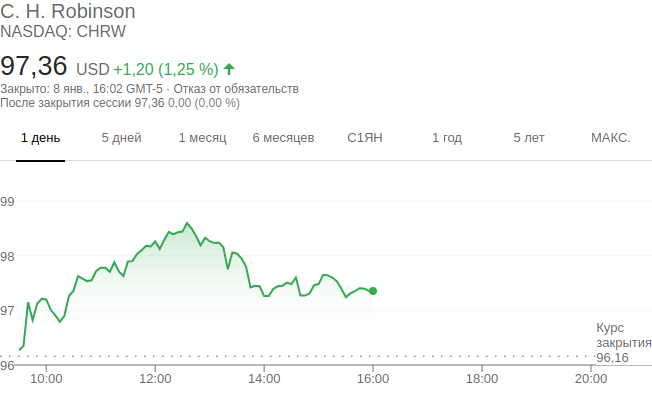 C. H. Robinson
NASDAQ: CHRW
97,36 USD +1,20 (1,25 %)
Закрыто: 8 янв., 16:02 GMT-5 · Отказ от обязательств
После закрытия сессии 97,36 0,00 (0,00 %)
1 день 5 дней 1 месяц 6 месяцев С1ЯН 1 год 5 лет МАКС.
99
98
97
Курс
закрытия
96,16
96
10:00 12:00 14:00 16:00 18:00 20:00